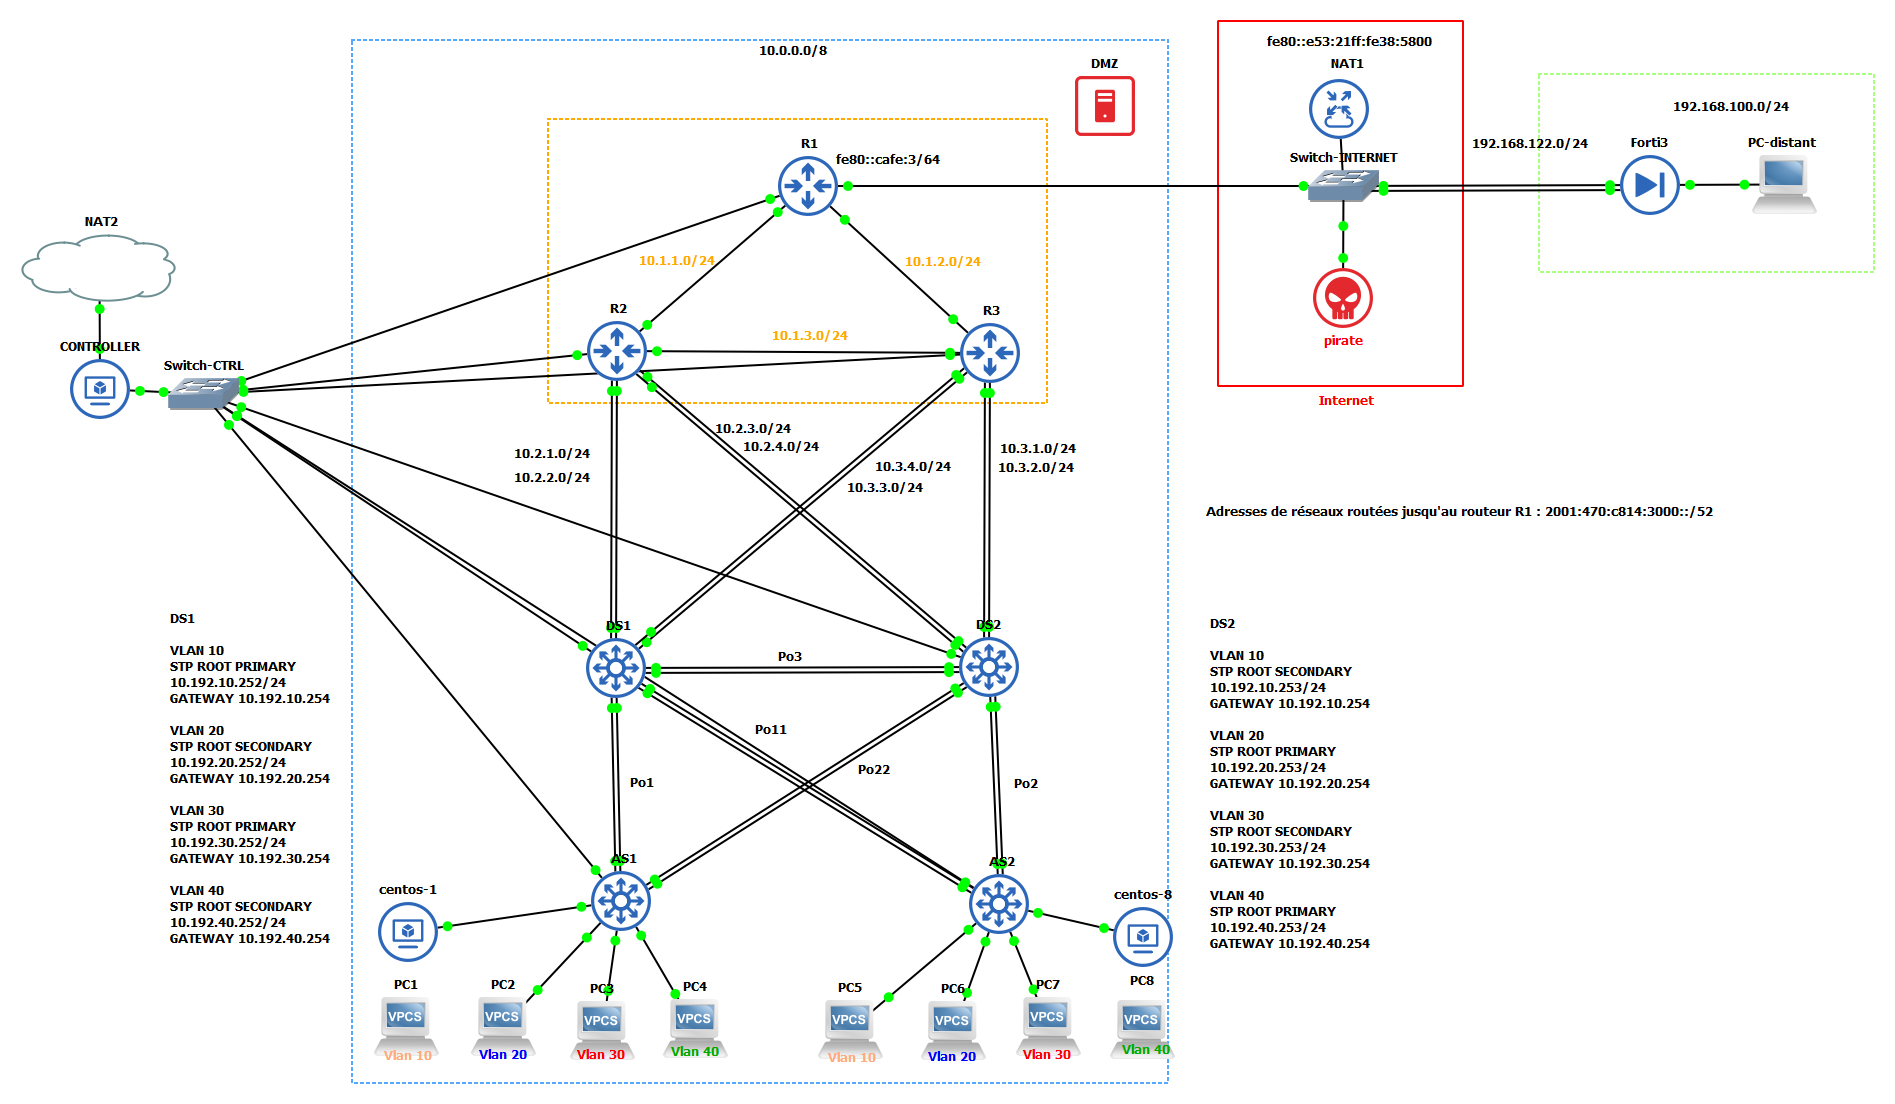 10.0.0.0/8
fe80::e53:21ff:fe38:5800
DMZ
NAT1
192.168.100.0/24
R1
fe80::cafe:3/64
Switch-INTERNET
192.168.122.0/24
Forti3
PC-distant
NAT2
10.1.1.0/24
10.1.2.0/24
R2
R3
10.1.3.0/24
pirate
CONTROLLER
Switch-CTRL
Internet
10.2.3.0/24
10.2.4.0/24
10.2.1.0/24
10.2.2.0/24
10.3.4.0/24
10.3.3.0/24
10.3.1.0/24
10.3.2.0/24
Adresses de réseaux routées jusqu'au routeur R1 : 2001:470:c814:3000::/52
DS1
DS2
Po3
Po11
Po22
Po1
Po2
DS1
VLAN 10
STP ROOT PRIMARY
10.192.10.252/24
GATEWAY 10.192.10.254
VLAN 20
STP ROOT SECONDARY
10.192.20.252/24
GATEWAY 10.192.20.254
VLAN 30
STP ROOT PRIMARY
10.192.30.252/24
GATEWAY 10.192.30.254
VLAN 40
STP ROOT SECONDARY
10.192.40.252/24
GATEWAY 10.192.40.254
DS2
VLAN 10
STP ROOT SECONDARY
10.192.10.253/24
GATEWAY 10.192.10.254
VLAN 20
STP ROOT PRIMARY
10.192.20.253/24
GATEWAY 10.192.20.254
VLAN 30
STP ROOT SECONDARY
10.192.30.253/24
GATEWAY 10.192.30.254
VLAN 40
STP ROOT PRIMARY
10.192.40.253/24
GATEWAY 10.192.40.254
AS1
AS2
centos-1
centos-8
PC1
PC2
PC3
PC4
PC5
PC6
PC7
PC8
VPCS
VPCS
VPCS
VPCS
VPCS
VPCS
VPCS
VPCS
Vlan 10
Vlan 20
Vlan 30
Vlan 40
Vlan 10
Vlan 20
Vlan 30
Vlan 40